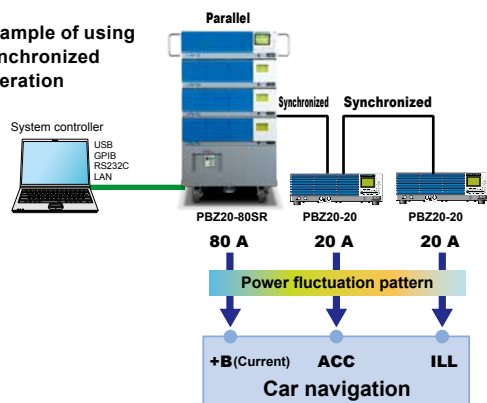 Parallel
ample of using
nchronized
eration
System controller
USB
GPIB
RS232C
LAN
Synchronized
Synchronized
PBZ20-80SR
PBZ20-20
PBZ20-20
80 A
20 A
20 A
Power fluctuation pattern
+B(Current)
ACC
ILL
Car navigation